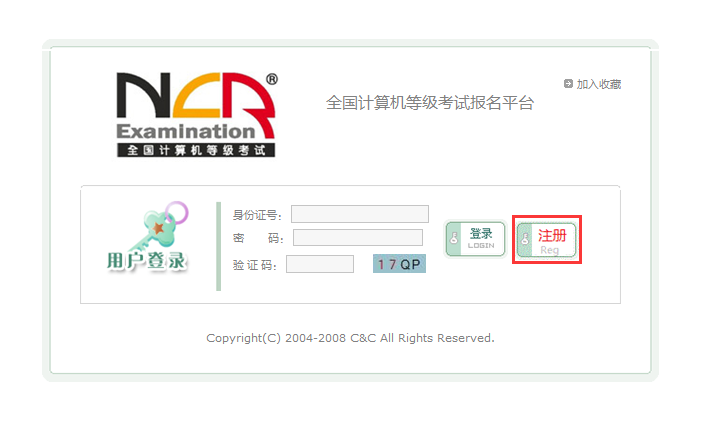 NCR®
Examination
全国计算机等级考试
全国计算机等级考试报名平台
加入收藏
用户登录
身份证号:
密 码:
验证码:
17QP
登录
LOGIN
注册
Reg
Copyright(C) 2004-2008 C&C All Rights Reserved.